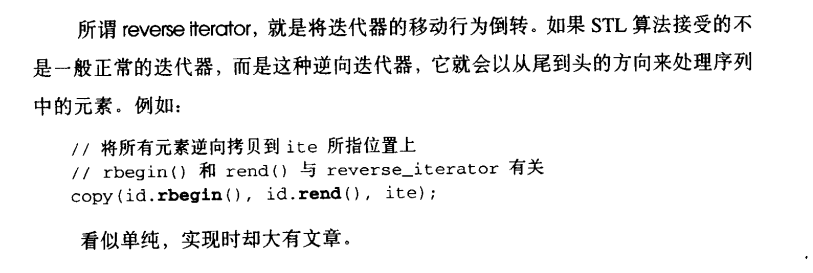 所谓 reverse iterator，就是将迭代器的移动行为倒转。如果 STL 算法接受的不
是一般正常的迭代器，而是这种逆向迭代器，它就会以从尾到头的方向来处理序列
中的元素。例如：
// 将所有元素逆向拷贝到 ite 所指位置上
// rbegin() 和 rend() 与 reverse_iterator 有关
copy(id.rbegin(), id.rend(), ite);
看似单纯，实现时却大有文章。